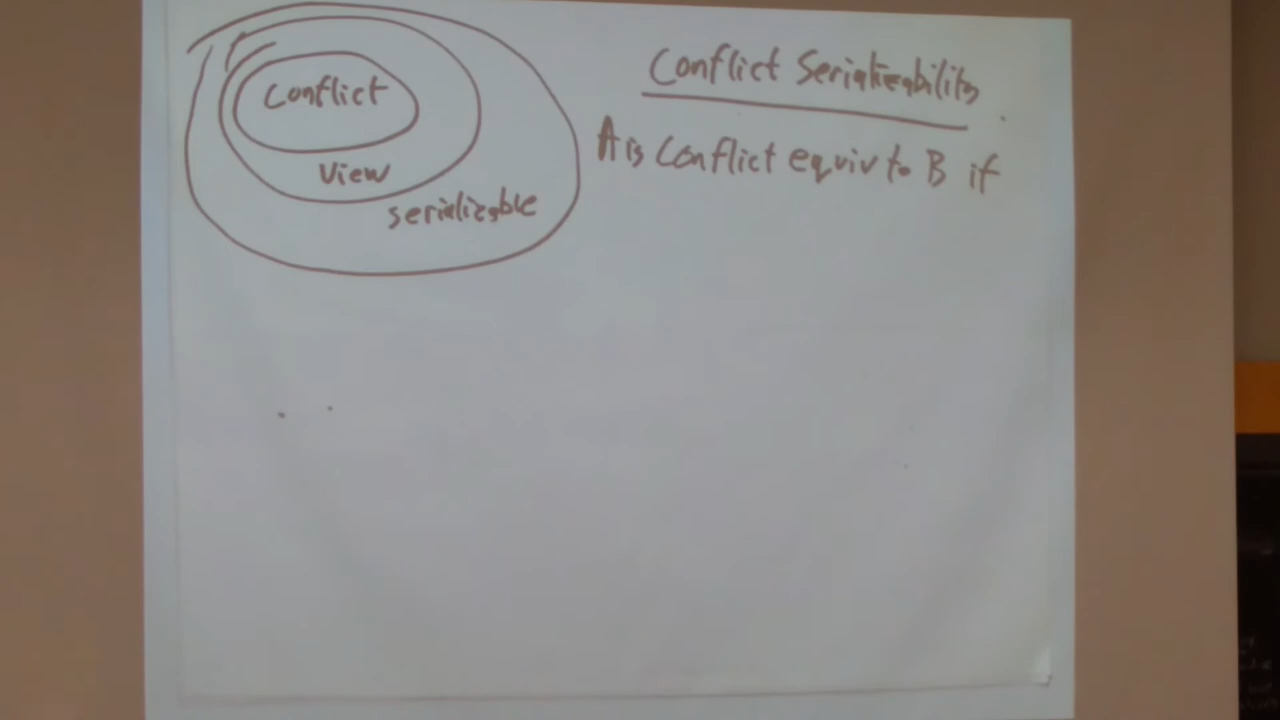 Conflict
View
serializable
Conflict Serializability
A is Conflict equiv to B if